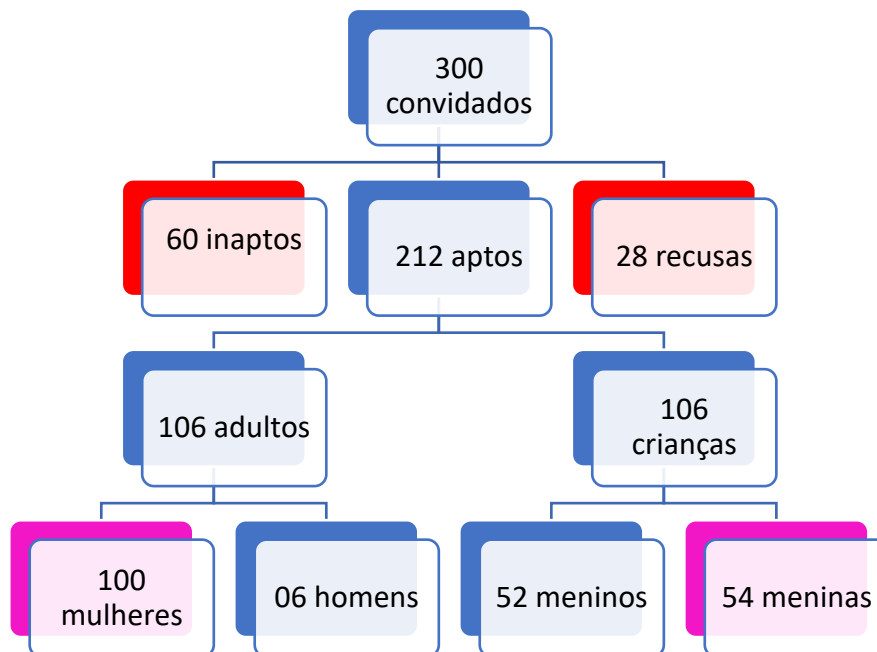 300
convidados
60 inaptos
212 aptos
28 recusas
106 adultos
106
crianças
100
mulheres
06 homens
52 meninos
54 meninas